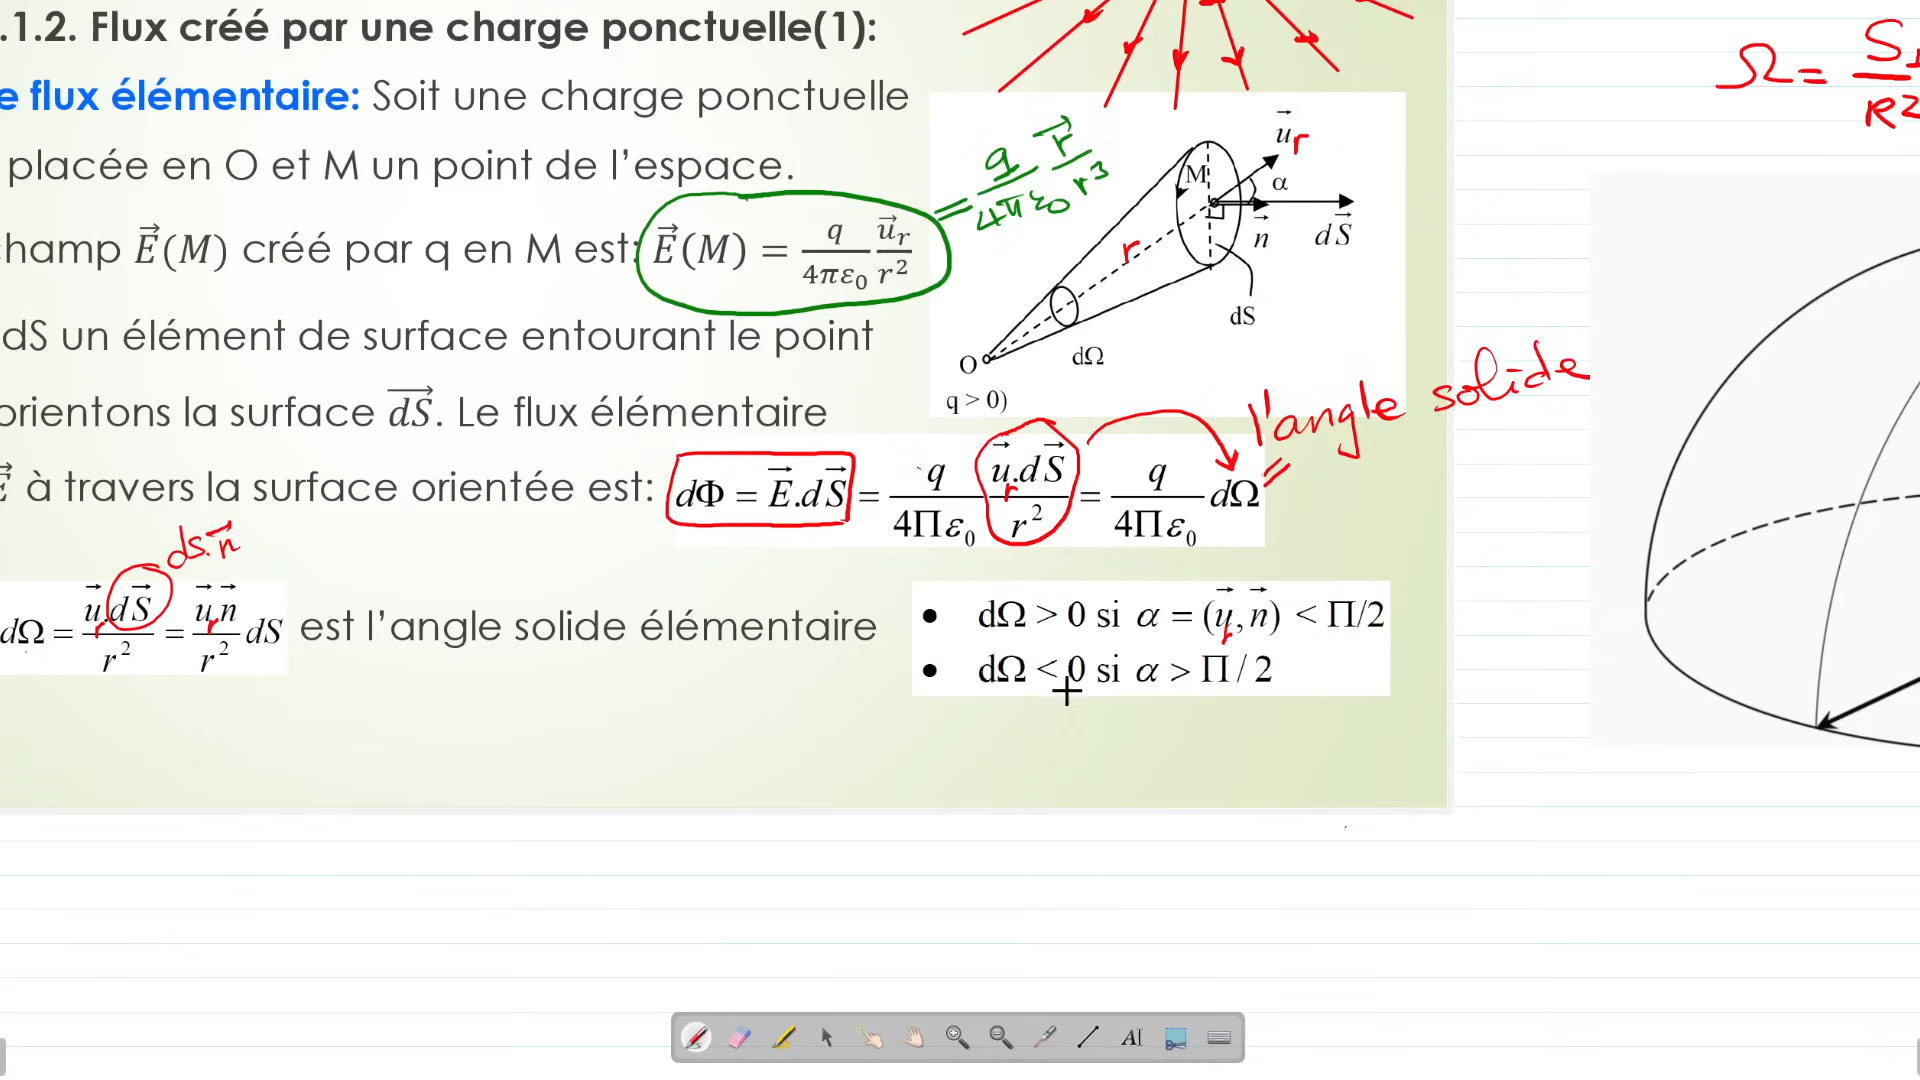 .1.2. Flux créé par une charge ponctuelle(1):
e flux élémentaire: Soit une charge ponctuelle
placée en O et M un point de l’espace.
champ E⃗(M) créé par q en M est: E⃗(M) = q/4πε₀ u⃗ᵣ/r² = q/4πε₀ r⃗/r³
dS un élément de surface entourant le point
orientons la surface dS⃗. Le flux élémentaire
E⃗ à travers la surface orientée est: dΦ = E⃗.dS⃗ = q/4Πε₀ u⃗r.dS⃗/r² = q/4Πε₀ dΩ
l'angle solide
dS.n⃗
dΩ = u⃗r.dS⃗/r² = u⃗r.n⃗/r² dS est l’angle solide élémentaire
• dΩ > 0 si α = (u⃗r, n⃗) < Π/2
• dΩ < 0 si α > Π / 2
u⃗r
M
α
n⃗
dS⃗
r
dS
O
dΩ
q > 0)
Ω = S/R²
AI